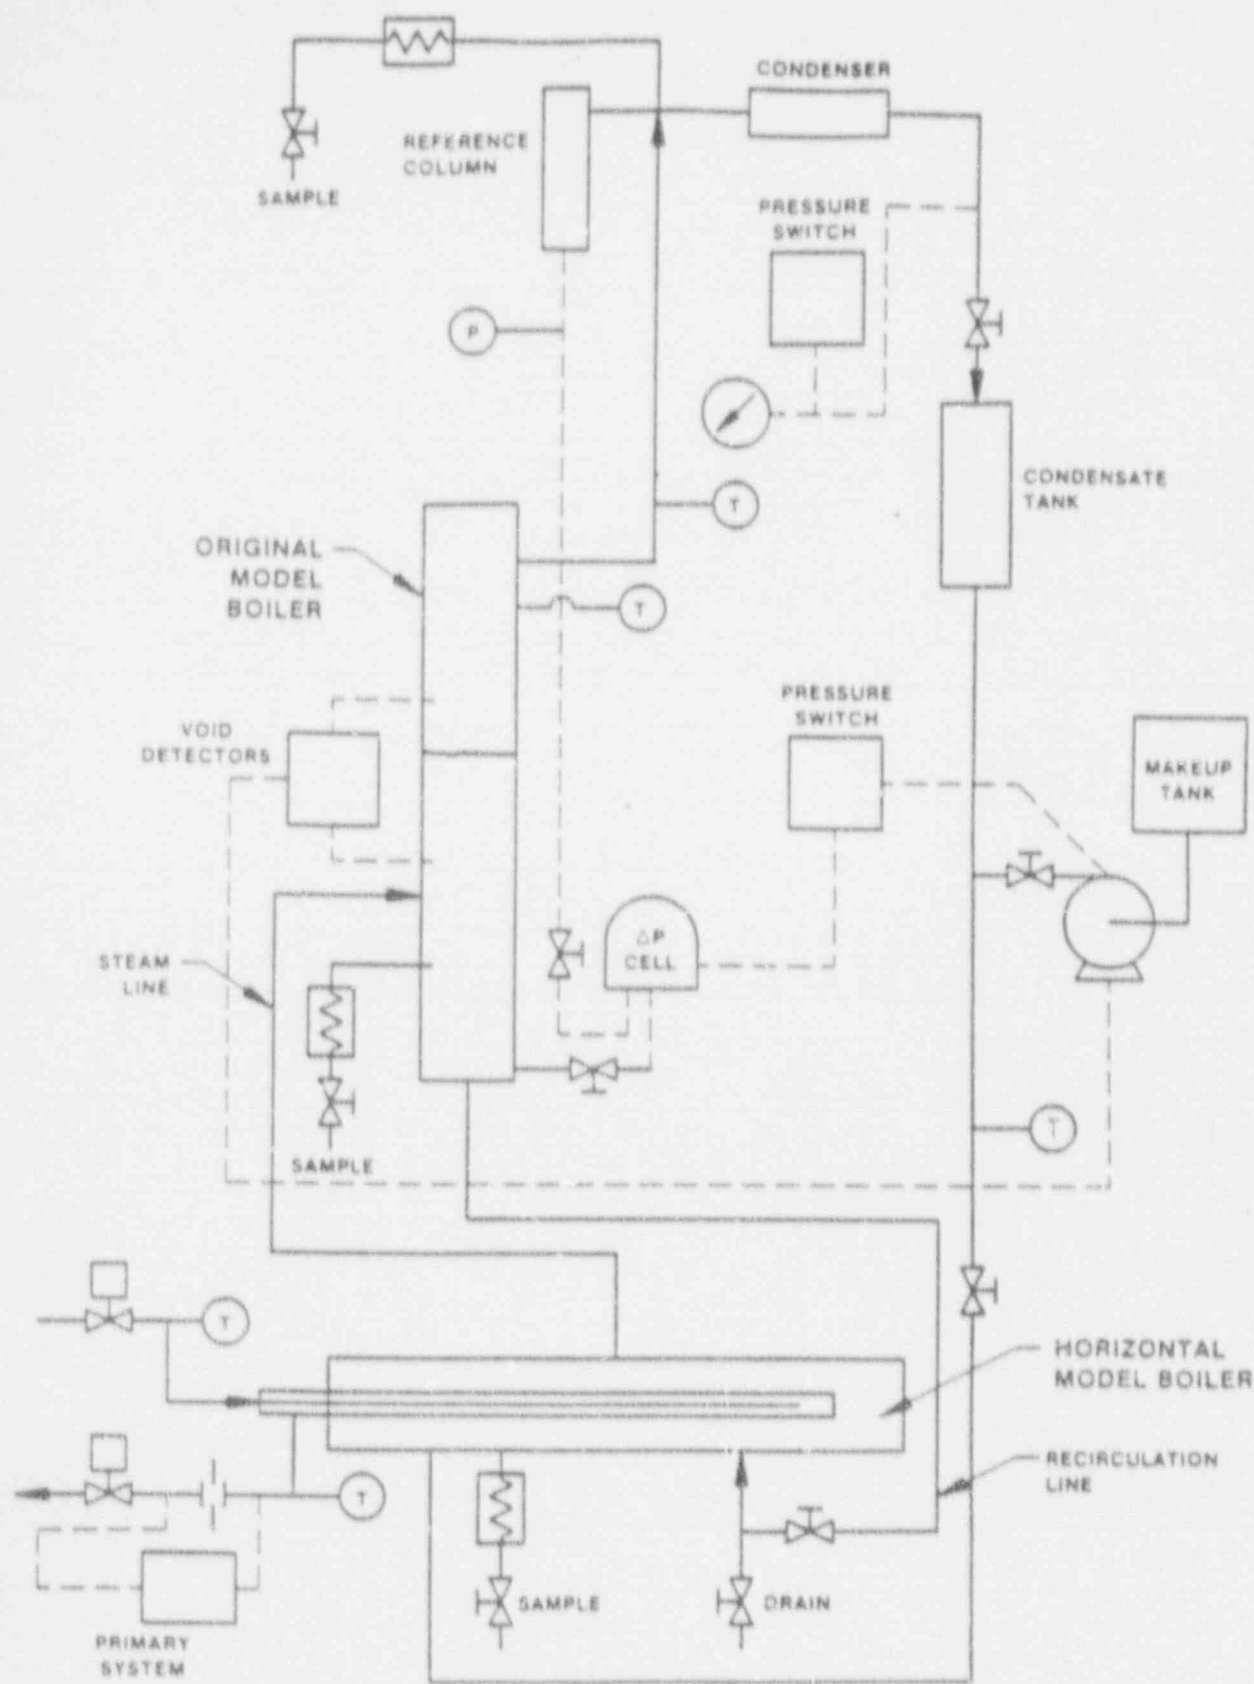 CONDENSER
REFERENCE
COLUMN
SAMPLE
PRESSURE
SWITCH
P
CONDENSATE
TANK
T
ORIGINAL
MODEL
BOILER
T
PRESSURE
SWITCH
VOID
DETECTORS
MAKEUP
TANK
ΔP
CELL
STEAM
LINE
T
SAMPLE
T
HORIZONTAL
MODEL BOILER
RECIRCULATION
LINE
T
SAMPLE
DRAIN
PRIMARY
SYSTEM